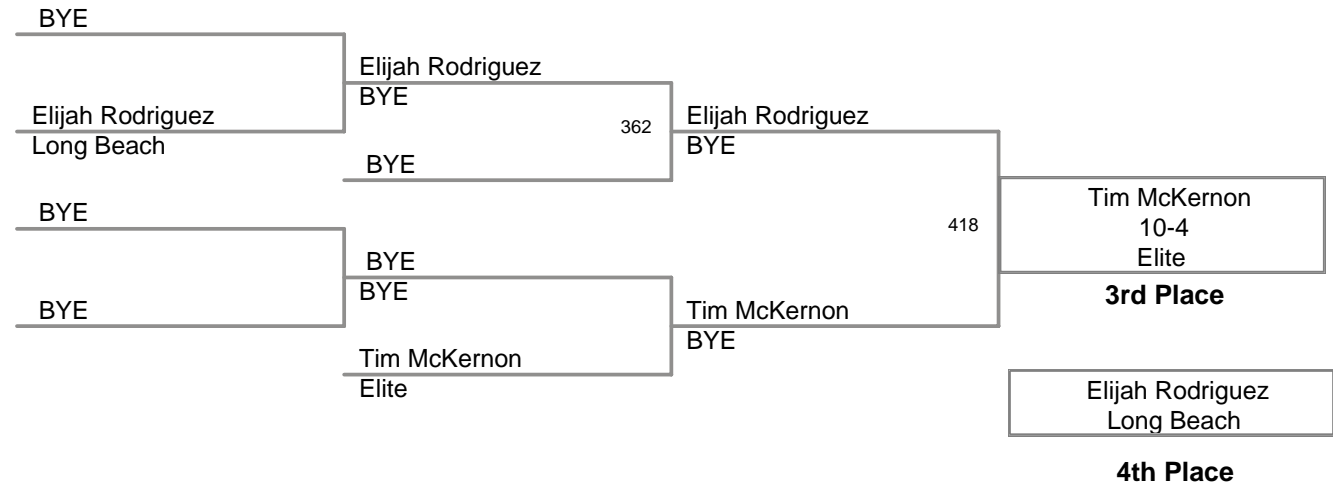 BYE
Elijah Rodriguez
BYE
Elijah Rodriguez
Long Beach
362
Elijah Rodriguez
BYE
BYE
Tim McKernon
10-4
Elite
3rd Place
BYE
418
BYE
BYE
BYE
Tim McKernon
BYE
Tim McKernon
Elite
Elijah Rodriguez
Long Beach
4th Place